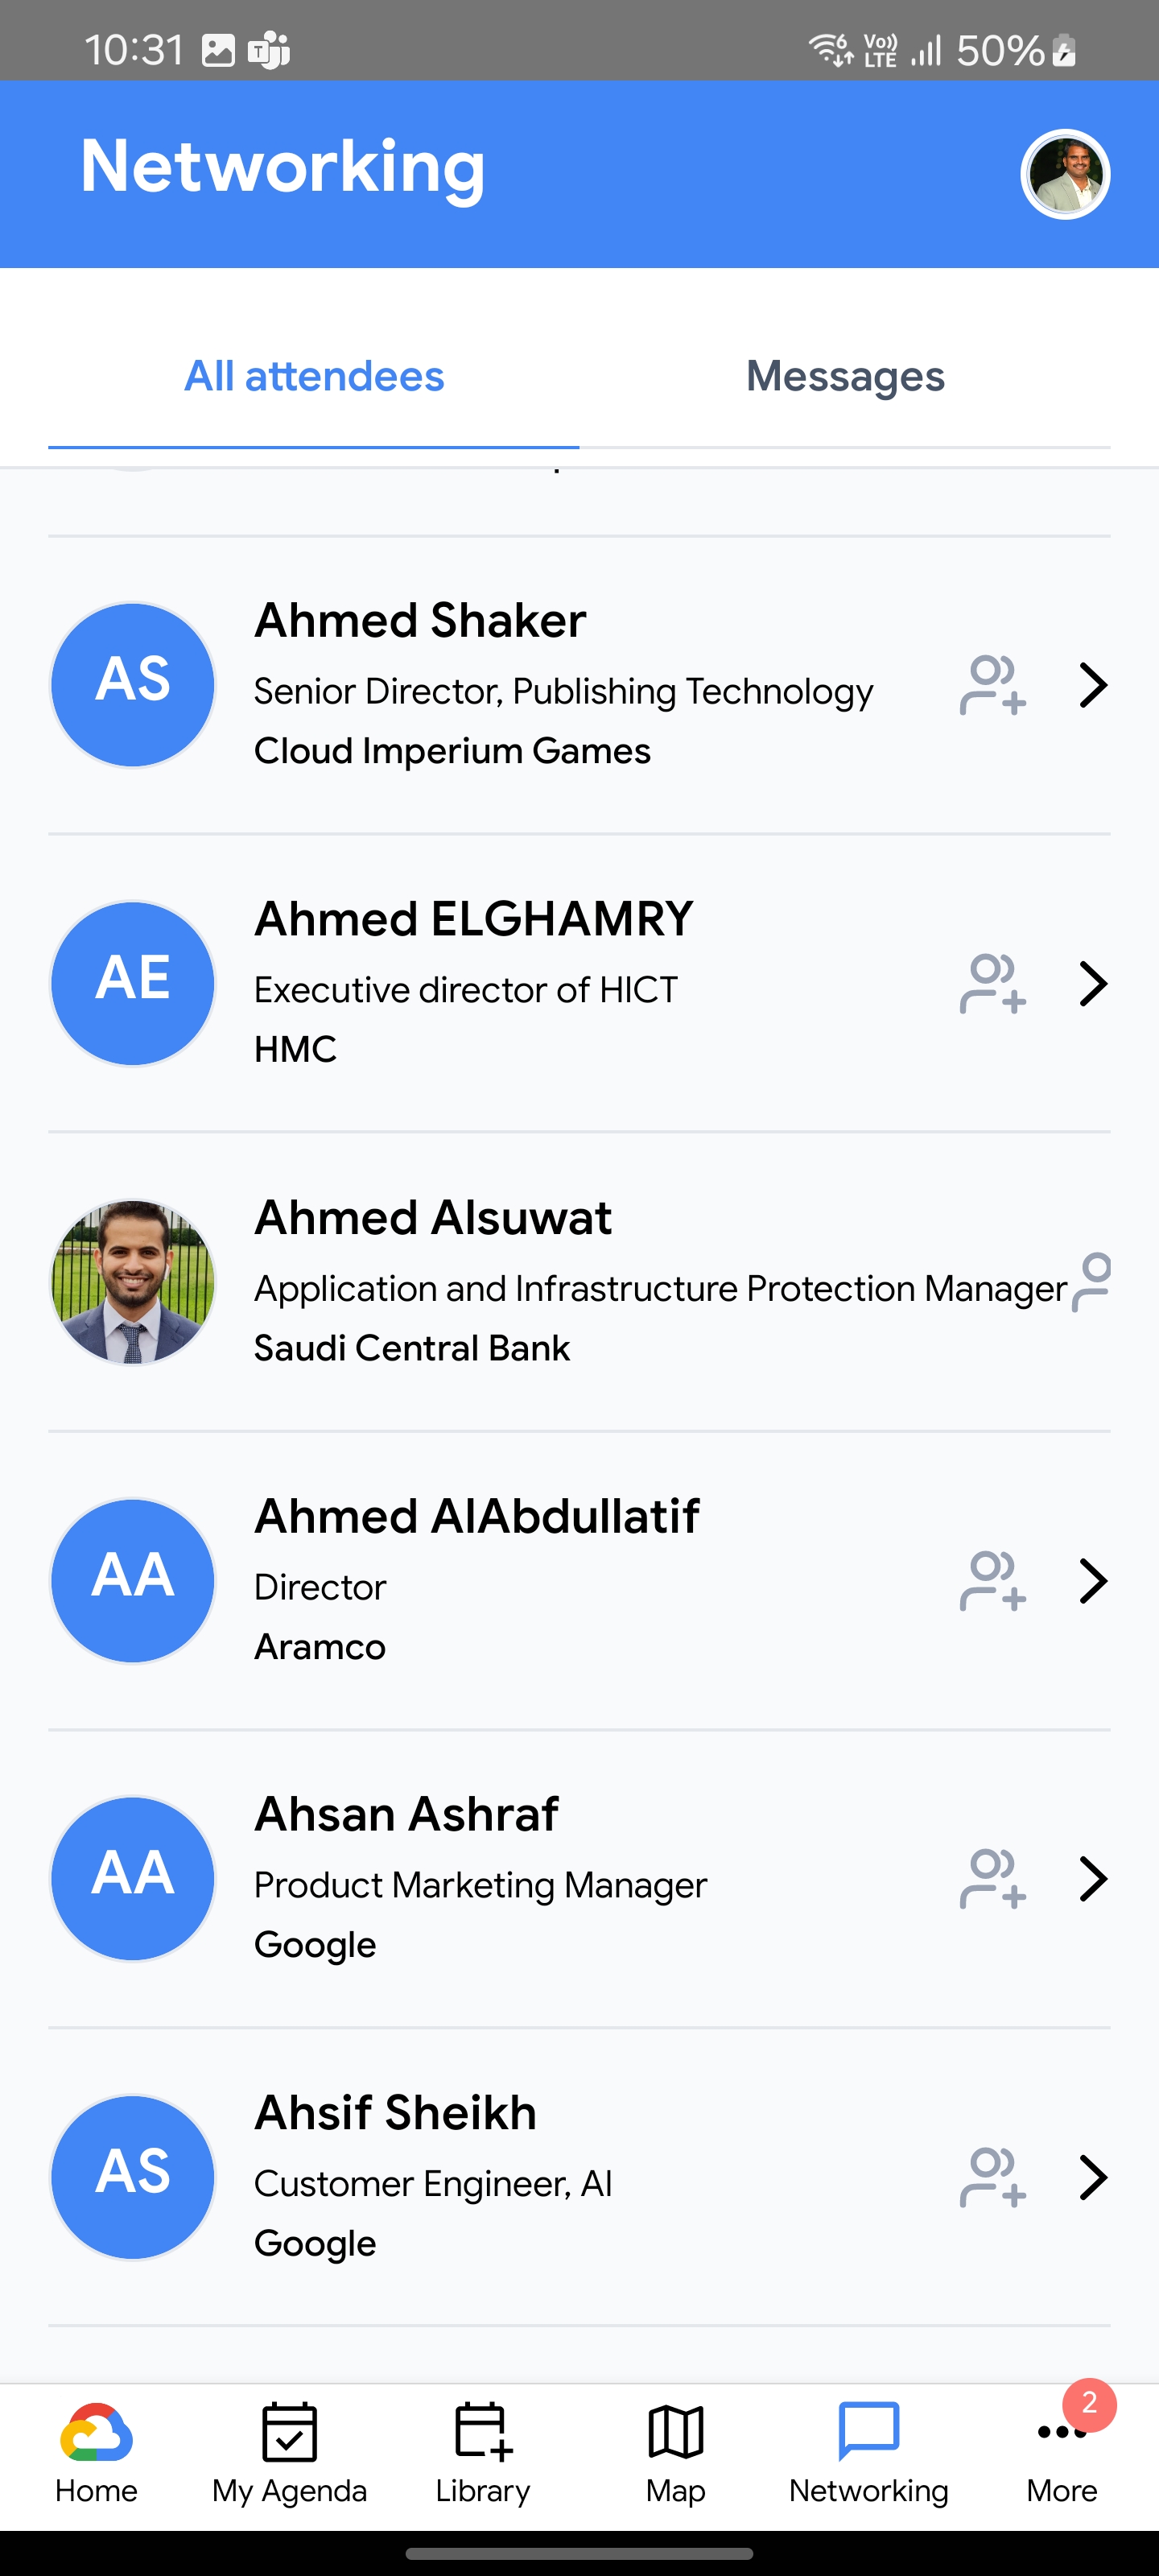 10:31
Vo)) LTE
50%
Networking
All attendees
Messages
AS
Ahmed Shaker
Senior Director, Publishing Technology
Cloud Imperium Games
AE
Ahmed ELGHAMRY
Executive director of HICT
HMC
Ahmed Alsuwat
Application and Infrastructure Protection Manager
Saudi Central Bank
AA
Ahmed AlAbdullatif
Director
Aramco
AA
Ahsan Ashraf
Product Marketing Manager
Google
AS
Ahsif Sheikh
Customer Engineer, AI
Google
2
Home
My Agenda
Library
Map
Networking
More